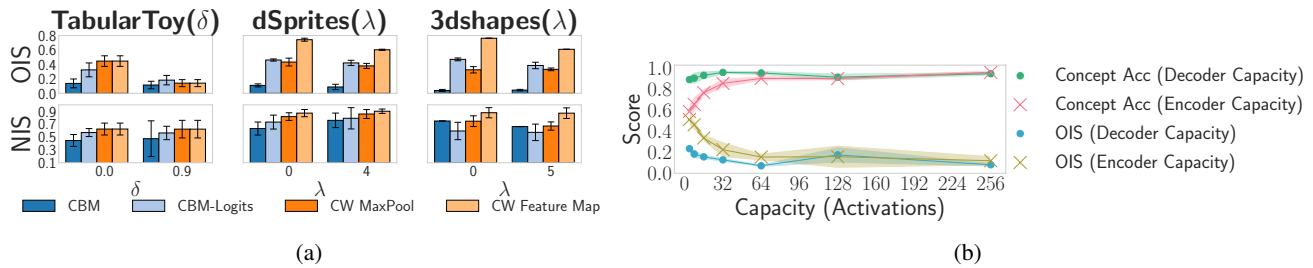 TabularToy(δ) dSprites(λ) 3dshapes(λ)
OIS
0.8
0.6
0.4
0.2
0.0
NIS
0.9
0.7
0.5
0.3
0.1
0.0 0.9 0 4 0 5
δ λ λ
CBM CBM-Logits CW MaxPool CW Feature Map
(a)
Score
1.0
0.8
0.6
0.4
0.2
0.0
0 32 64 96 128 160 192 224 256
Capacity (Activations)
Concept Acc (Decoder Capacity)
Concept Acc (Encoder Capacity)
OIS (Decoder Capacity)
OIS (Encoder Capacity)
(b)